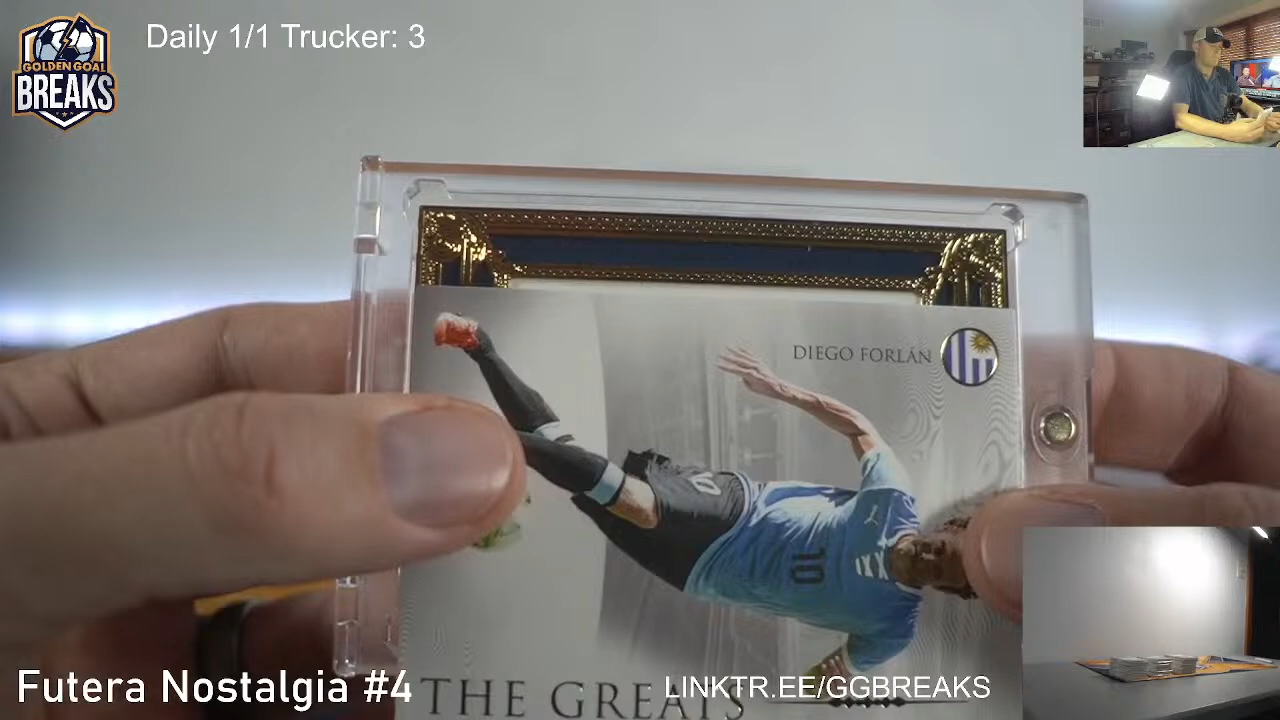 Daily 1/1 Trucker: 3
GOLDEN GOAL
BREAKS
DIEGO FORLÁN
10
10
THE GREATS
Futera Nostalgia #4
LINKTR.EE/GGBREAKS